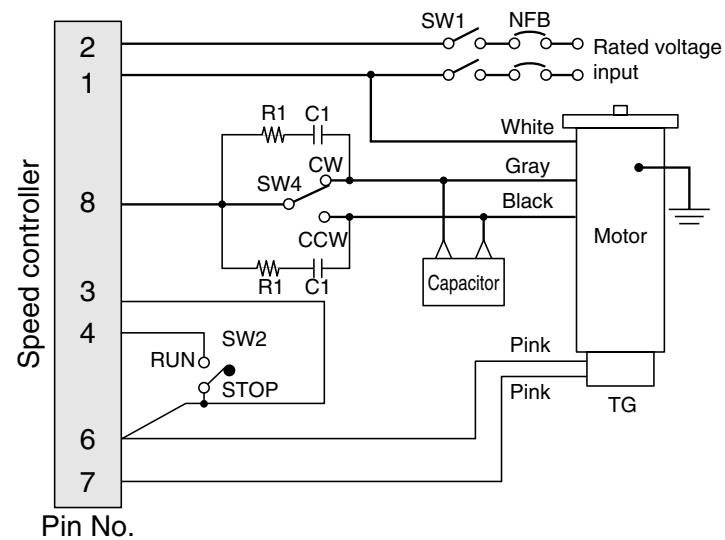 SW1
NFB
2
Rated voltage
1
input
R1
C1
White
CW
Gray
SW4
8
Black
CCW
Motor
R1
C1
Capacitor
Speed controller
3
4
SW2
RUN
STOP
Pink
Pink
TG
6
7
Pin No.